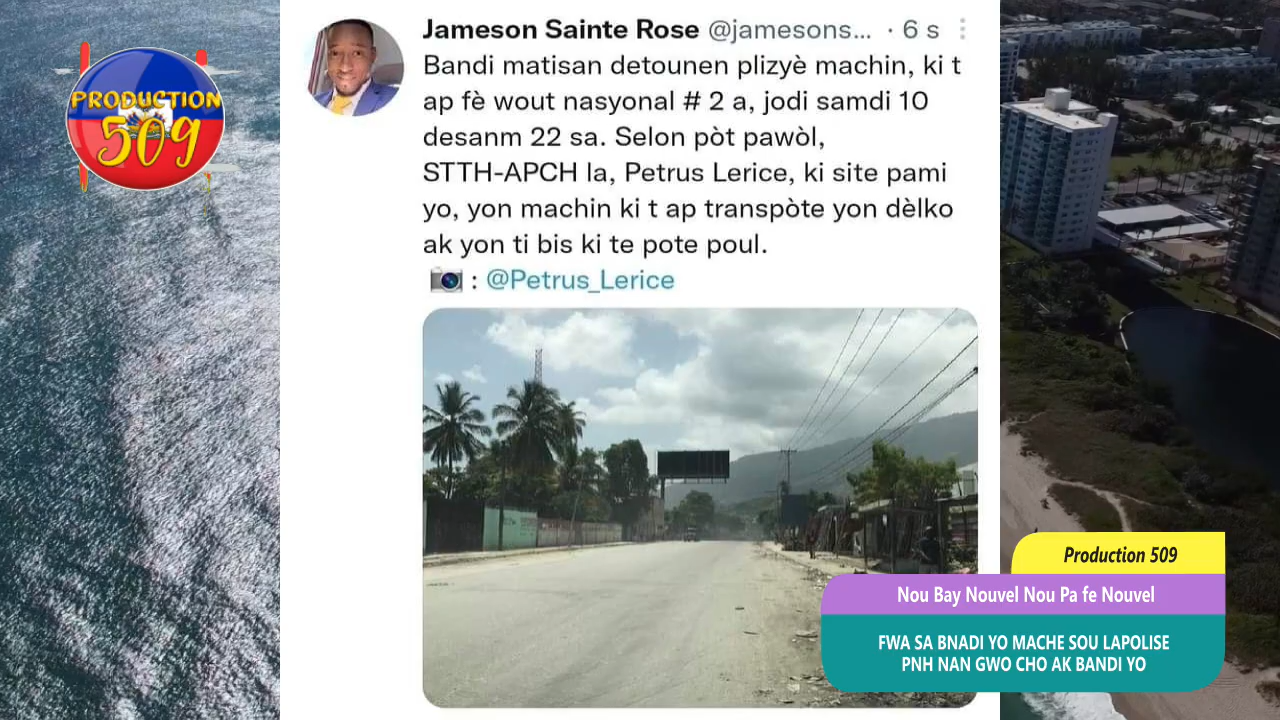 PRODUCTION
509
Jameson Sainte Rose @jamesons... · 6 s
Bandi matisan detounen plizyè machin, ki t
ap fè wout nasyonal # 2 a, jodi samdi 10
desanm 22 sa. Selon pòt pawòl,
STTH-APCH la, Petrus Lerice, ki site pami
yo, yon machin ki t ap transpòte yon dèlko
ak yon ti bis ki te pote poul.
: @Petrus_Lerice
Production 509
Nou Bay Nouvel Nou Pa fe Nouvel
FWA SA BNADI YO MACHE SOU LAPOLISE
PNH NAN GWO CHO AK BANDI YO